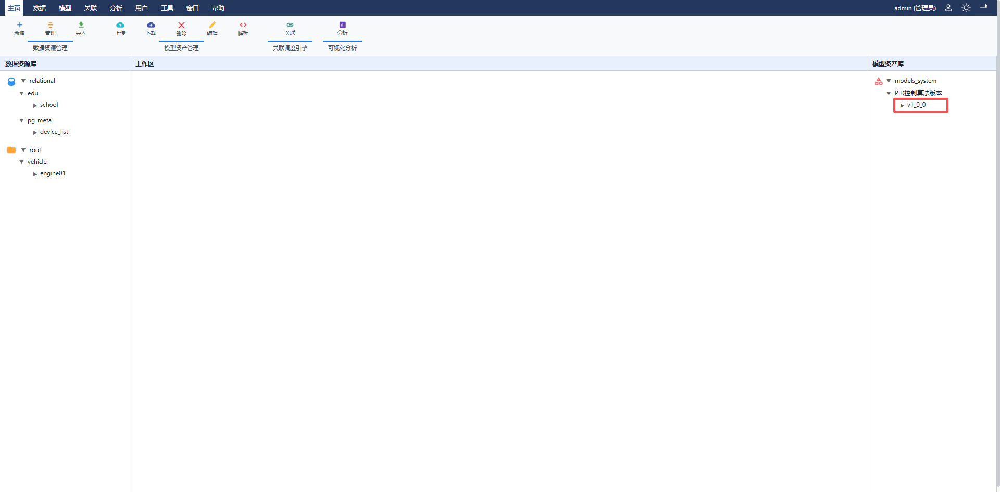 主页 数据 模型 关联 分析 用户 工具 窗口 帮助 admin (管理员)
新增 管理 导入 上传 下载 删除 编辑 解析 关联 分析
数据资源管理 模型资产管理 关联调度引擎 可视化分析
数据资源库
relational
edu
school
pg_meta
device_list
root
vehicle
engine01
工作区
模型资产库
models_system
PID控制算法版本
v1_0_0